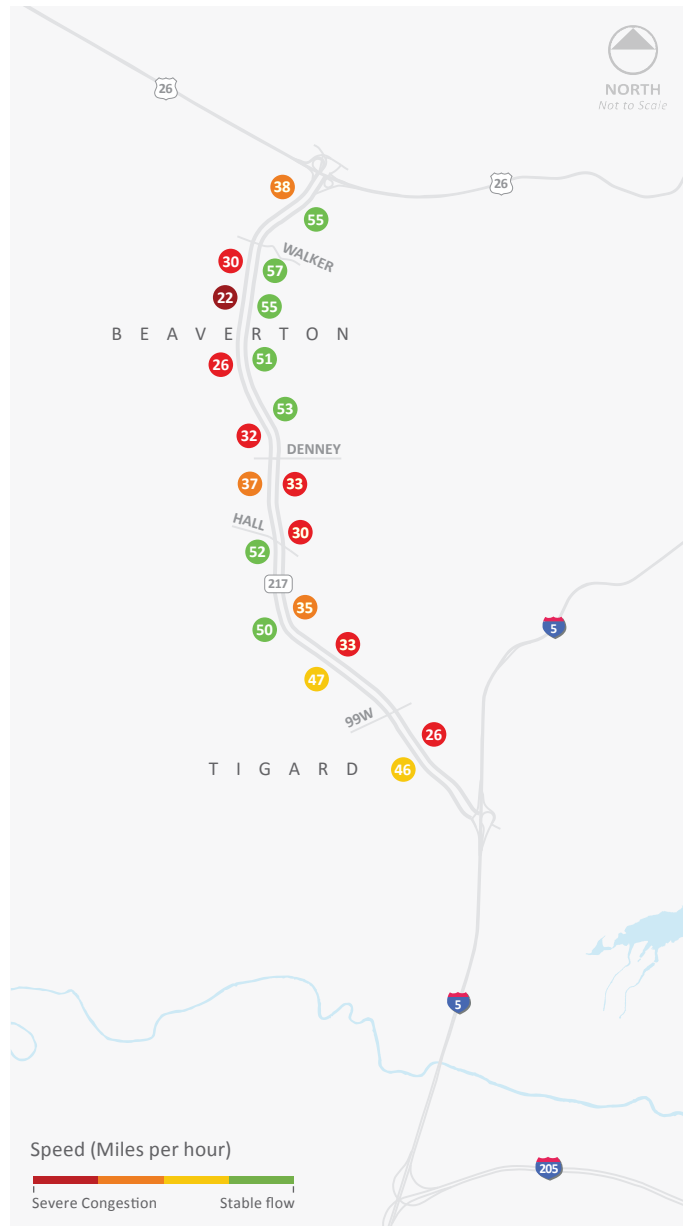 26
NORTH
Not to Scale
26
38
55
WALKER
30
57
22
55
BEAVERTON
51
26
53
32
DENNEY
37
33
HALL
30
52
217
35
50
5
33
47
99W
26
TIGARD
46
5
Speed (Miles per hour)
205
Severe Congestion
Stable flow